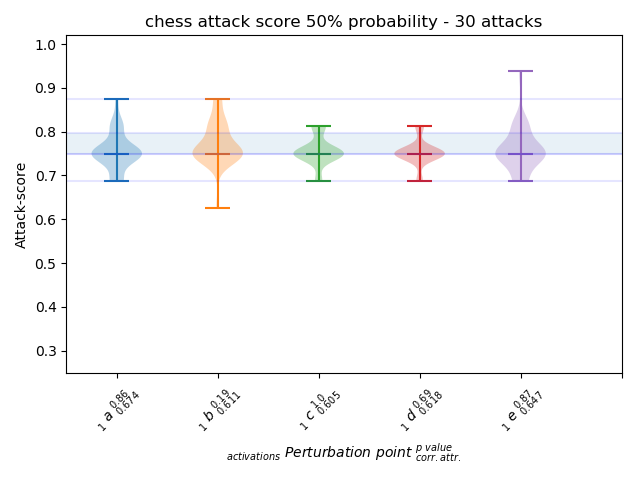 chess attack score 50% probability - 30 attacks
1.0
0.9
0.8
0.7
0.6
0.5
0.4
0.3
Attack-score
1 a 0.86 0.674
1 b 0.19 0.611
1 c 1.0 0.605
1 d 0.69 0.618
1 e 0.87 0.647
activations Perturbation point p value corr. attr.